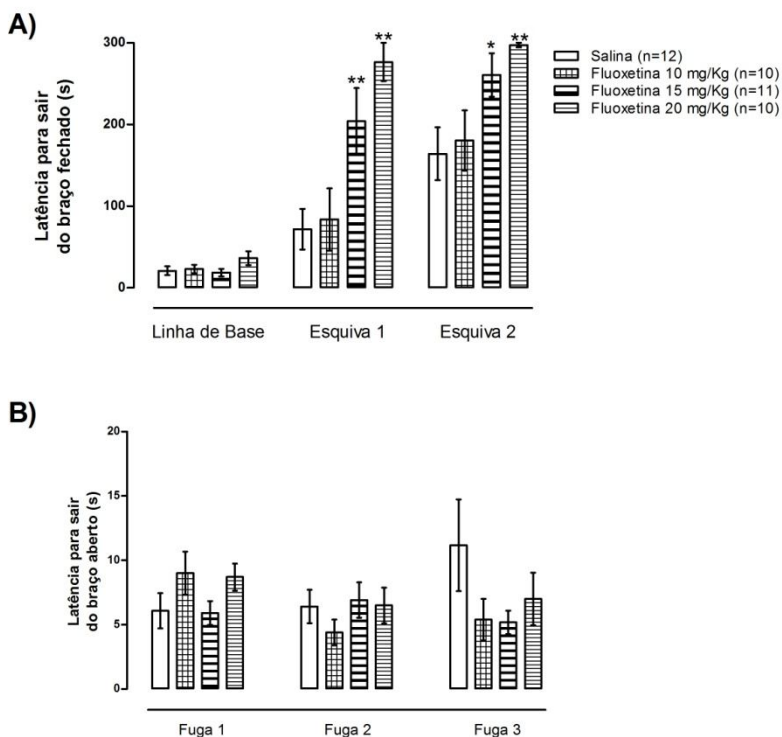 A)
Latência para sair
do braço fechado (s)
300
200
100
0
** ** * **
Linha de Base Esquiva 1 Esquiva 2
Salina (n=12)
Fluoxetina 10 mg/Kg (n=10)
Fluoxetina 15 mg/Kg (n=11)
Fluoxetina 20 mg/Kg (n=10)
B)
Latência para sair
do braço aberto (s)
20
15
10
5
0
Fuga 1 Fuga 2 Fuga 3